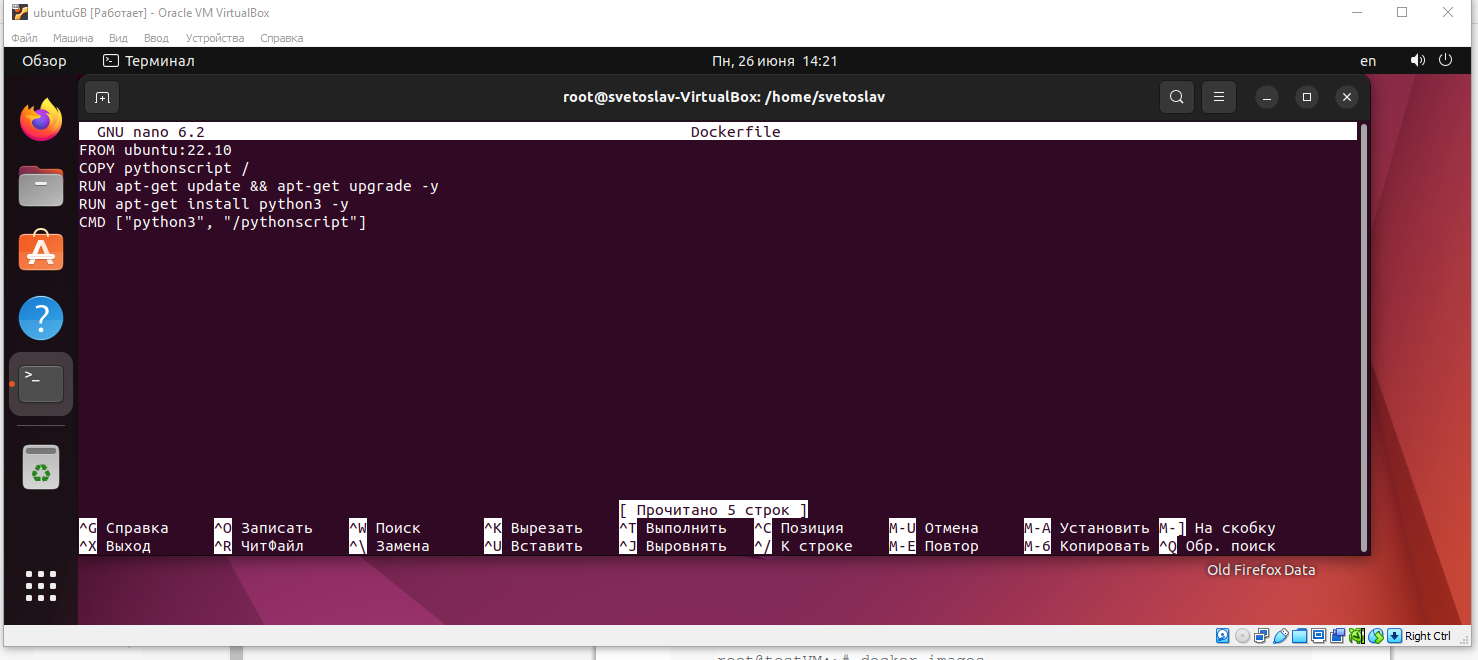 ubuntuGB [Работает] - Oracle VM VirtualBox
Файл Машина Вид Ввод Устройства Справка
Обзор Терминал Пн, 26 июня 14:21 en
root@svetoslav-VirtualBox: /home/svetoslav
GNU nano 6.2 Dockerfile
FROM ubuntu:22.10
COPY pythonscript /
RUN apt-get update && apt-get upgrade -y
RUN apt-get install python3 -y
CMD ["python3", "/pythonscript"]
[ Прочитано 5 строк ]
^G Справка ^O Записать ^W Поиск ^K Вырезать ^T Выполнить ^C Позиция M-U Отмена M-A Установить M-] На скобку
^X Выход ^R ЧитФайл ^\ Замена ^U Вставить ^J Выровнять ^/ К строке M-E Повтор M-6 Копировать ^Q Обр. поиск
Old Firefox Data
Right Ctrl
root@testVM:~# docker images